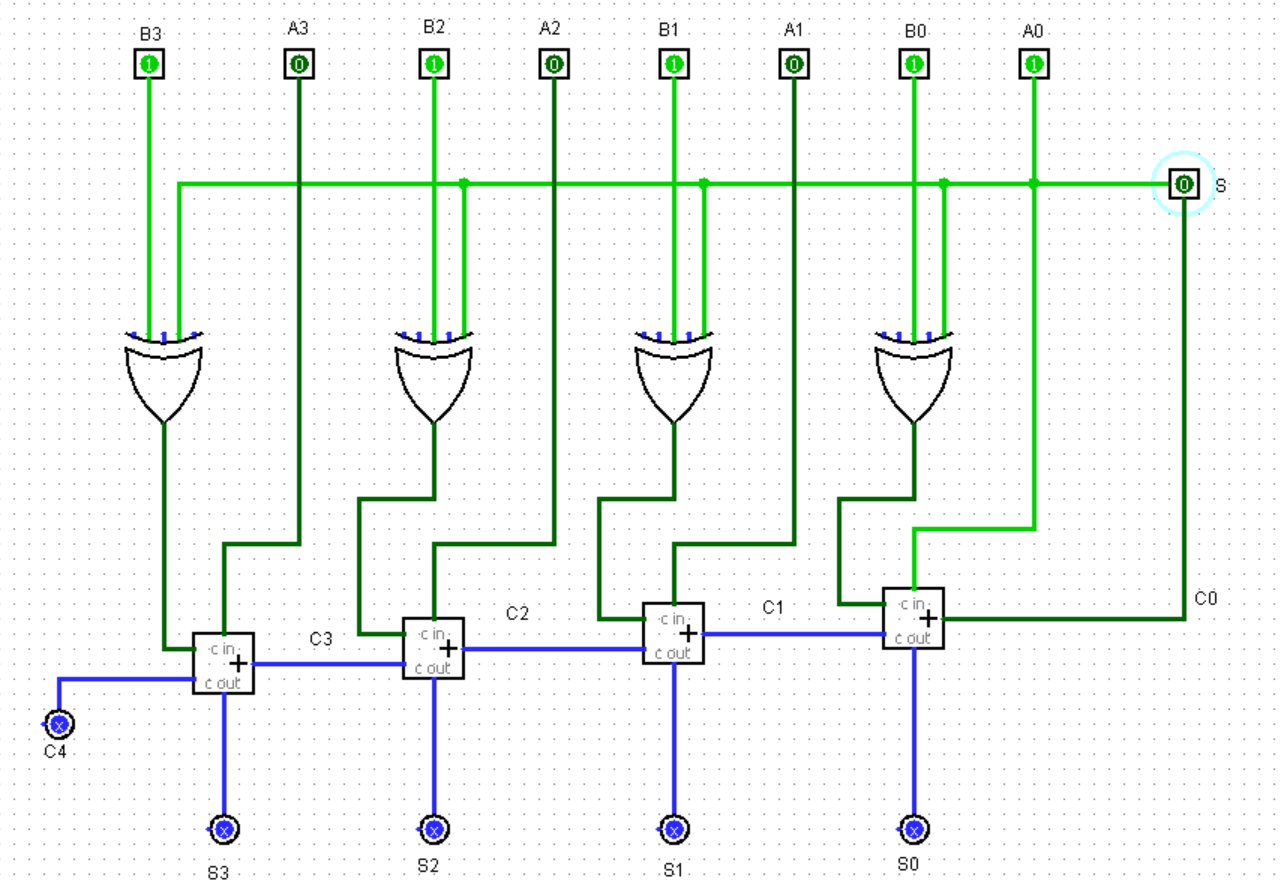 B3 A3 B2 A2 B1 A1 B0 A0
1 0 1 0 1 0 1 1
0 S
c in
c out
C1
C0
c in
c out
C2
c in
c out
C3
c in
c out
x
C4
x x x x
S3 S2 S1 S0